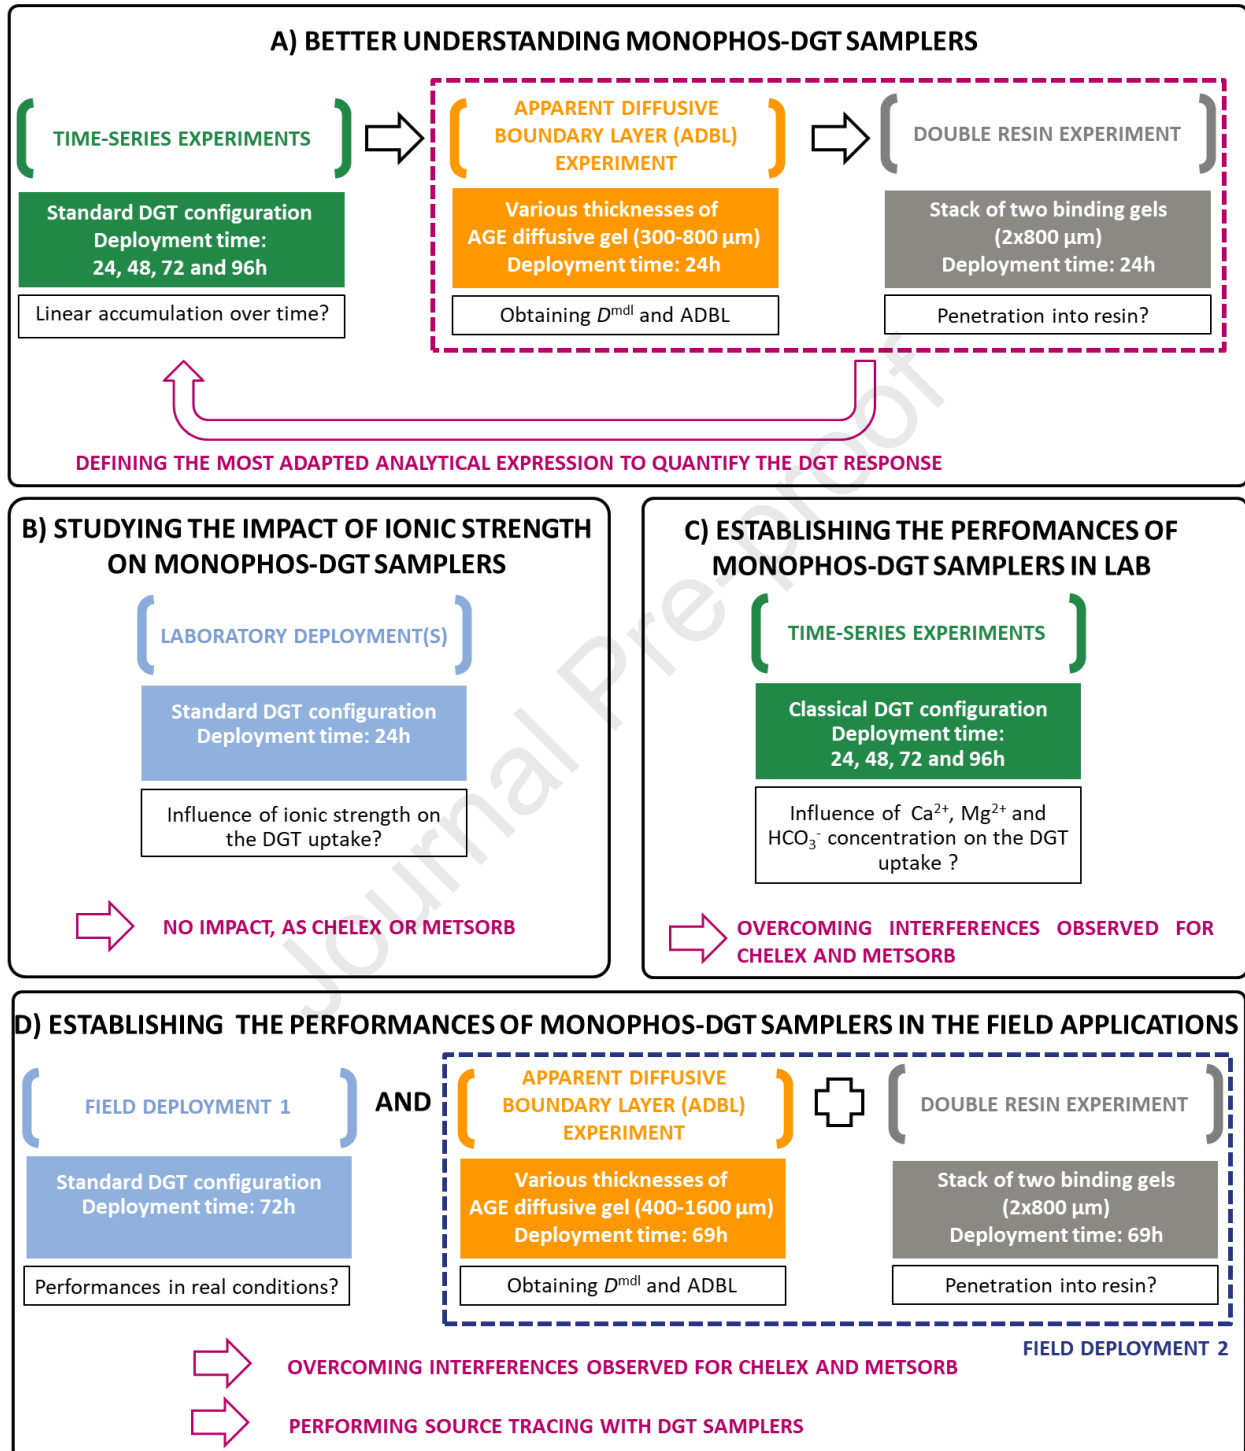 A) BETTER UNDERSTANDING MONOPHOS-DGT SAMPLERS
TIME-SERIES EXPERIMENTS
Standard DGT configuration
Deployment time:
24, 48, 72 and 96h
Linear accumulation over time?
APPARENT DIFFUSIVE
BOUNDARY LAYER (ADBL)
EXPERIMENT
Various thicknesses of
AGE diffusive gel (300-800 µm)
Deployment time: 24h
Obtaining D^mdl and ADBL
DOUBLE RESIN EXPERIMENT
Stack of two binding gels
(2x800 µm)
Deployment time: 24h
Penetration into resin?
DEFINING THE MOST ADAPTED ANALYTICAL EXPRESSION TO QUANTIFY THE DGT RESPONSE
B) STUDYING THE IMPACT OF IONIC STRENGTH
ON MONOPHOS-DGT SAMPLERS
LABORATORY DEPLOYMENT(S)
Standard DGT configuration
Deployment time: 24h
Influence of ionic strength on
the DGT uptake?
NO IMPACT, AS CHELEX OR METSORB
C) ESTABLISHING THE PERFOMANCES OF
MONOPHOS-DGT SAMPLERS IN LAB
TIME-SERIES EXPERIMENTS
Classical DGT configuration
Deployment time:
24, 48, 72 and 96h
Influence of Ca²⁺, Mg²⁺ and
HCO₃⁻ concentration on the DGT
uptake ?
OVERCOMING INTERFERENCES OBSERVED FOR
CHELEX AND METSORB
D) ESTABLISHING THE PERFORMANCES OF MONOPHOS-DGT SAMPLERS IN THE FIELD APPLICATIONS
FIELD DEPLOYMENT 1
Standard DGT configuration
Deployment time: 72h
Performances in real conditions?
AND
APPARENT DIFFUSIVE
BOUNDARY LAYER (ADBL)
EXPERIMENT
Various thicknesses of
AGE diffusive gel (400-1600 µm)
Deployment time: 69h
Obtaining D^mdl and ADBL
DOUBLE RESIN EXPERIMENT
Stack of two binding gels
(2x800 µm)
Deployment time: 69h
Penetration into resin?
FIELD DEPLOYMENT 2
OVERCOMING INTERFERENCES OBSERVED FOR CHELEX AND METSORB
PERFORMING SOURCE TRACING WITH DGT SAMPLERS
Journal Pre-proof